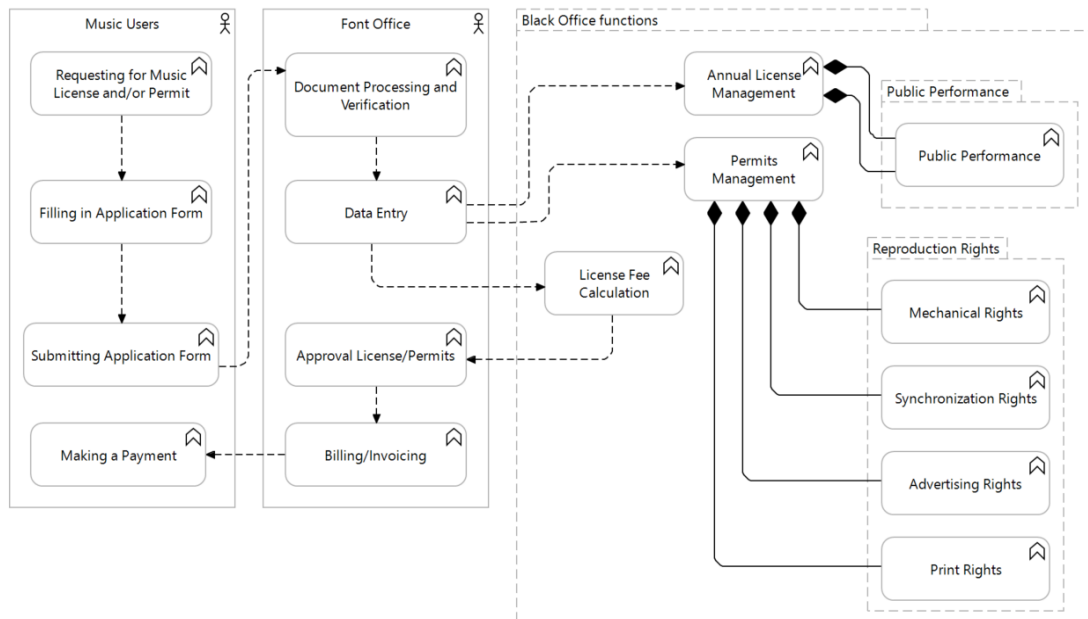 Music Users
Requesting for Music
License and/or Permit
Filling in Application Form
Submitting Application Form
Making a Payment
Font Office
Document Processing and
Verification
Data Entry
Approval License/Permits
Billing/Invoicing
Black Office functions
Annual License
Management
Permits
Management
License Fee
Calculation
Public Performance
Public Performance
Reproduction Rights
Mechanical Rights
Synchronization Rights
Advertising Rights
Print Rights